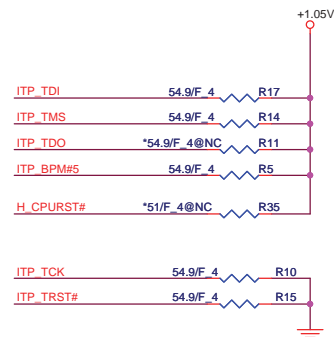 +1.05V
ITP_TDI 54.9/F_4 R17
ITP_TMS 54.9/F_4 R14
ITP_TDO *54.9/F_4@NC R11
ITP_BPM#5 54.9/F_4 R5
H_CPURST# *51/F_4@NC R35
ITP_TCK 54.9/F_4 R10
ITP_TRST# 54.9/F_4 R15